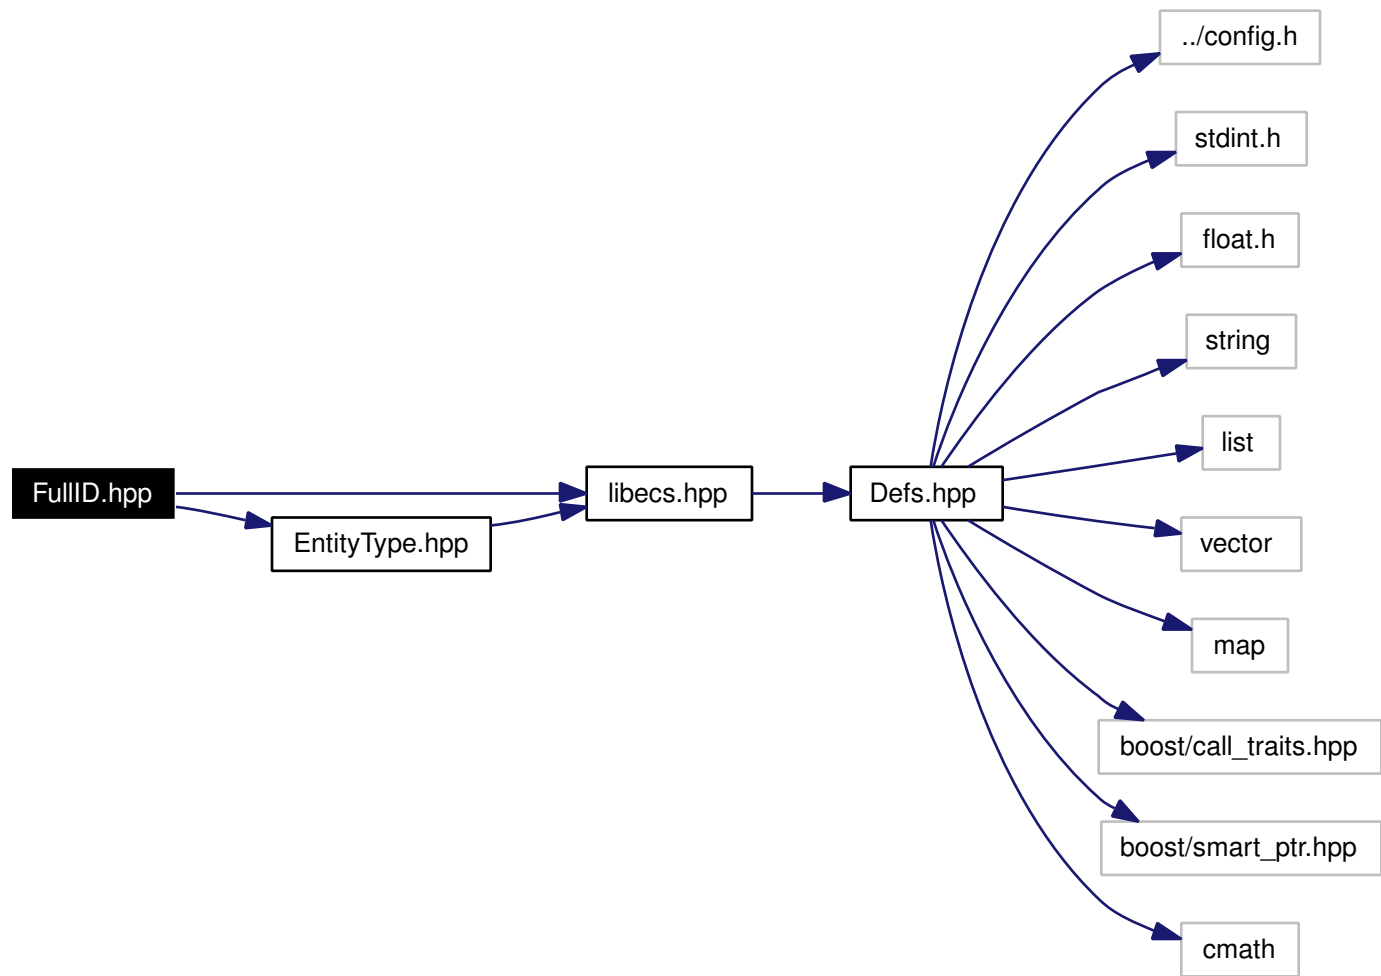 ../config.h
stdint.h
float.h
string
list
FullID.hpp
libecs.hpp
Defs.hpp
EntityType.hpp
vector
map
boost/call_traits.hpp
boost/smart_ptr.hpp
cmath